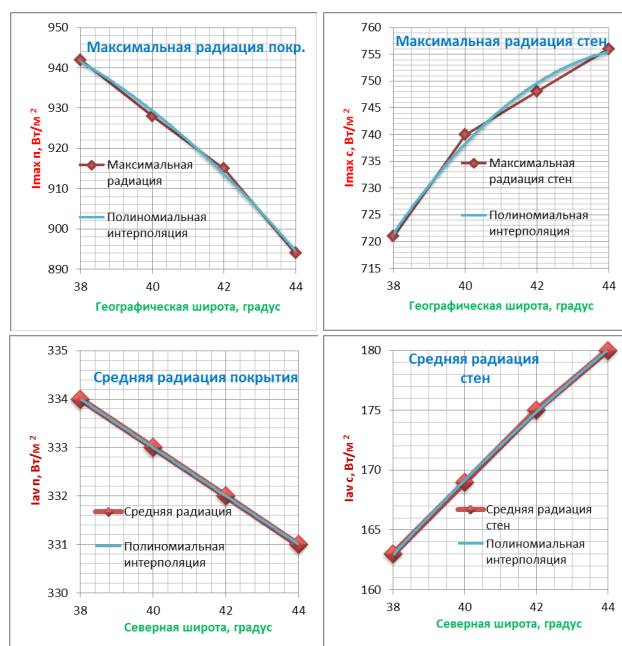 Максимальная радиация покр.
950
940
930
920
910
900
890
Imax п, Вт/м ²
Максимальная
радиация
Полиномиальная
интерполяция
38 40 42 44
Географическая широта, градус
Максимальная радиация стен
760
755
750
745
740
735
730
725
720
715
Imax с, Вт/м ²
Максимальная
радиация стен
Полиномиальная
интерполяция
38 40 42 44
Географическая широта, градус
Средняя радиация покрытия
335
334
333
332
331
330
Iav п, Вт/м ²
Средняя радиация
Полиномиальная
интерполяция
38 40 42 44
Северная широта, градус
Средняя радиация
стен
180
175
170
165
160
Iav с, Вт/м ²
Средняя радиация
стен
Полиномиальная
интерполяция
38 40 42 44
Северная широта, градус